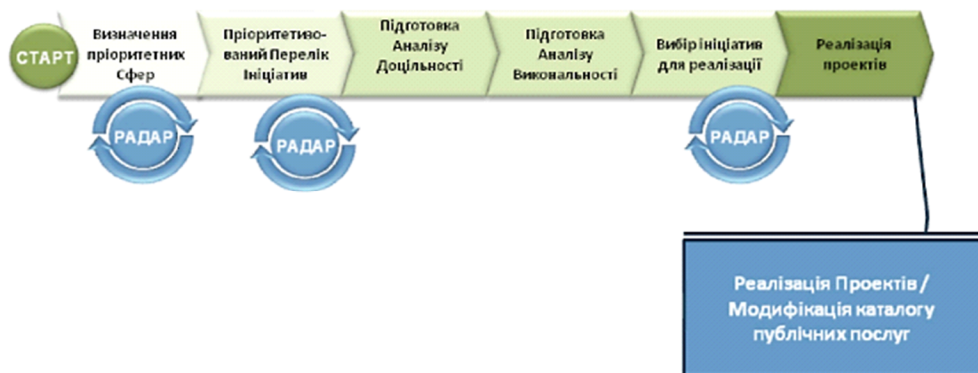 СТАРТ
Визначення
пріоритетних
Сфер
Пріоритетизо-
ваний Перелік
Ініціатив
Підготовка
Аналізу
Доцільності
Підготовка
Аналізу
Викональності
Вибір ініціатив
для реалізації
Реалізація
проектів
РАДАР
РАДАР
РАДАР
Реалізація Проектів /
Модифікація каталогу
публічних послуг